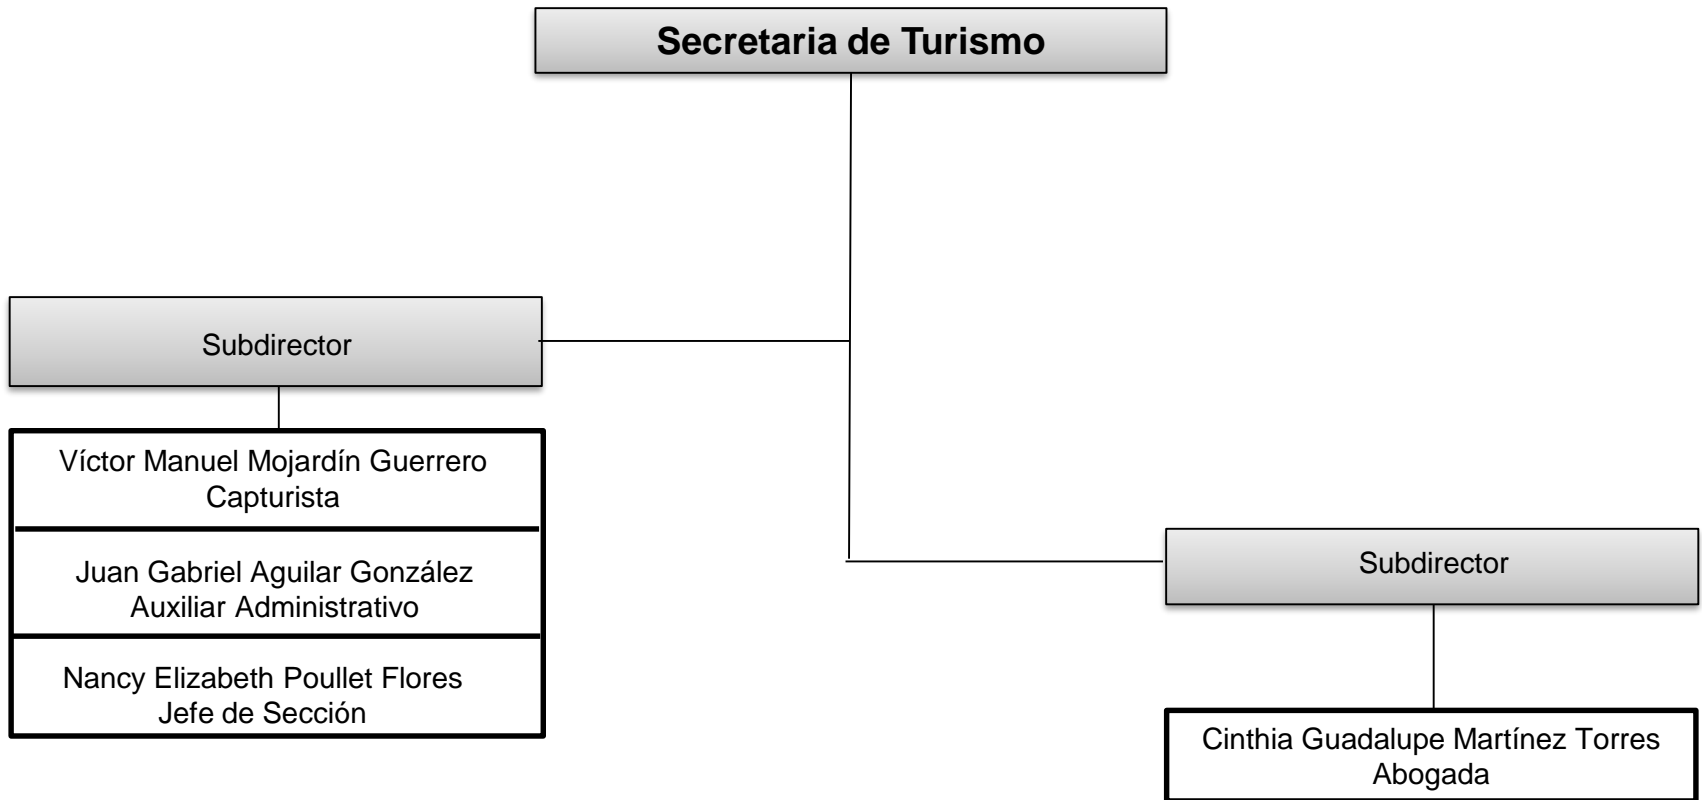 Secretaria de Turismo
Subdirector
Víctor Manuel Mojardín Guerrero
Capturista
Juan Gabriel Aguilar González
Auxiliar Administrativo
Nancy Elizabeth Poullet Flores
Jefe de Sección
Subdirector
Cinthia Guadalupe Martínez Torres
Abogada